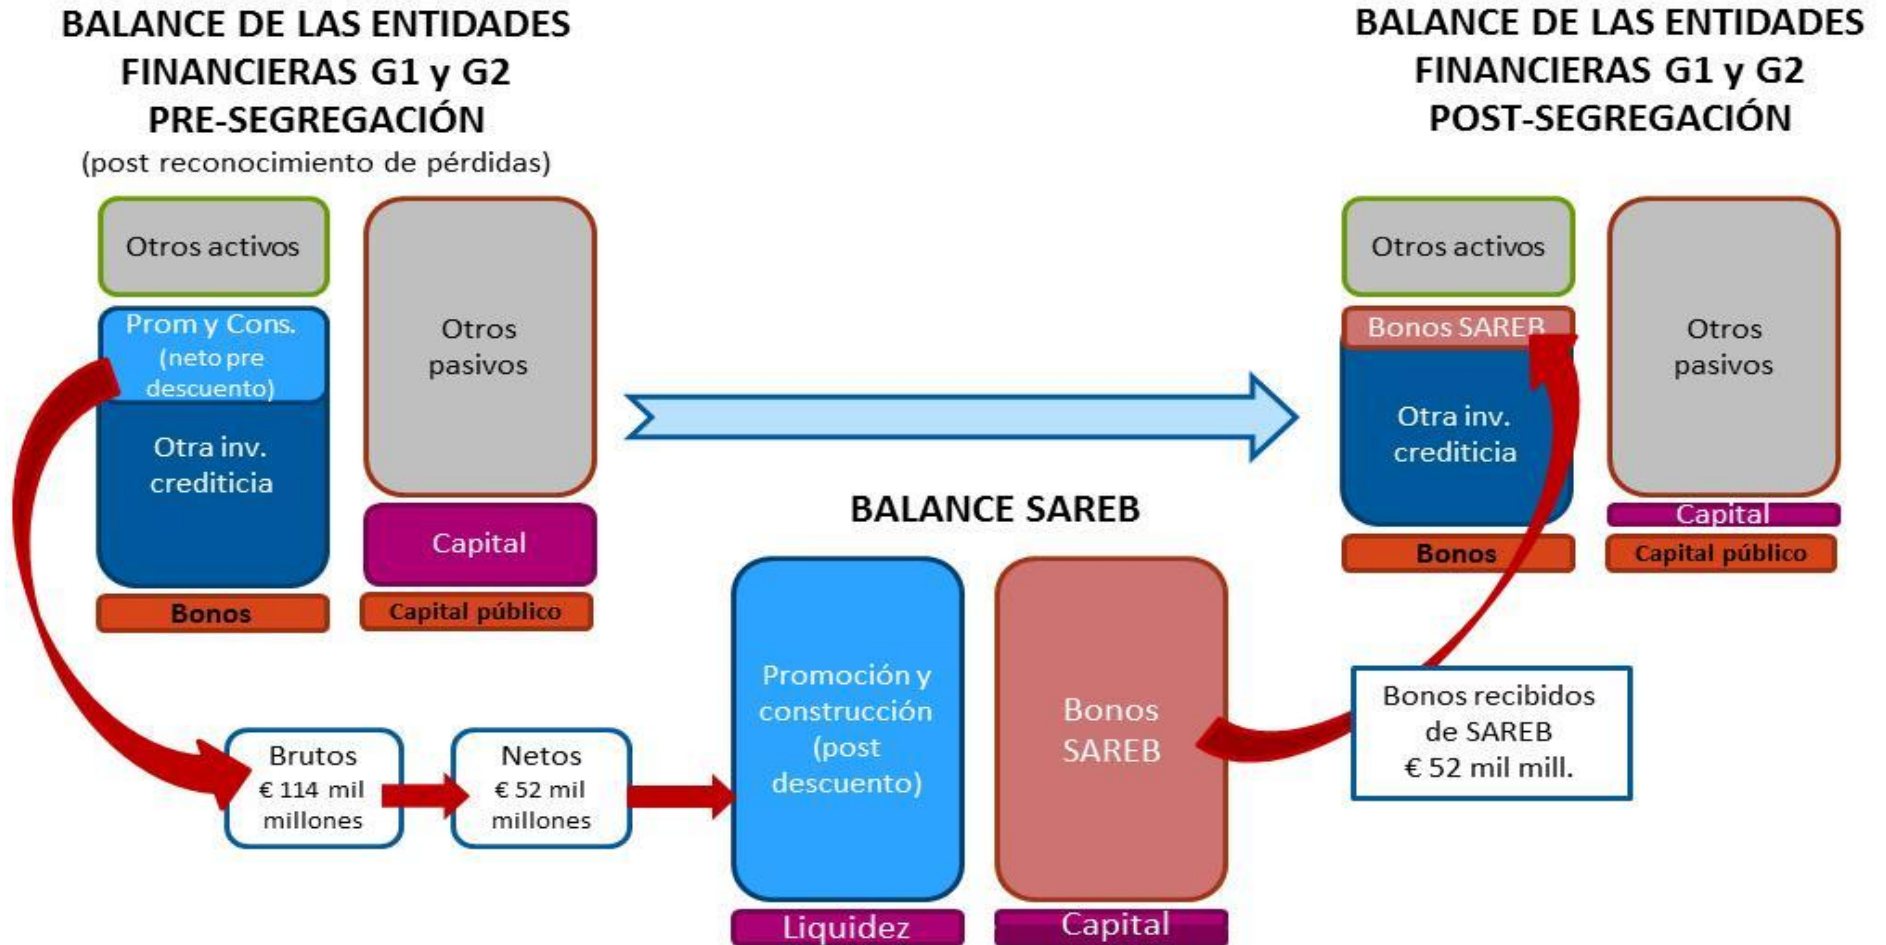 BALANCE DE LAS ENTIDADES
FINANCIERAS G1 y G2
PRE-SEGREGACIÓN
(post reconocimiento de pérdidas)
Otros activos
Prom y Cons.
(neto pre
descuento)
Otra inv.
crediticia
Bonos
Otros
pasivos
Capital
Capital público
BALANCE DE LAS ENTIDADES
FINANCIERAS G1 y G2
POST-SEGREGACIÓN
Otros activos
Bonos SAREB
Otra inv.
crediticia
Bonos
Otros
pasivos
Capital
Capital público
Brutos
€ 114 mil
millones
Netos
€ 52 mil
millones
BALANCE SAREB
Promoción y
construcción
(post
descuento)
Liquidez
Bonos
SAREB
Capital
Bonos recibidos
de SAREB
€ 52 mil mill.